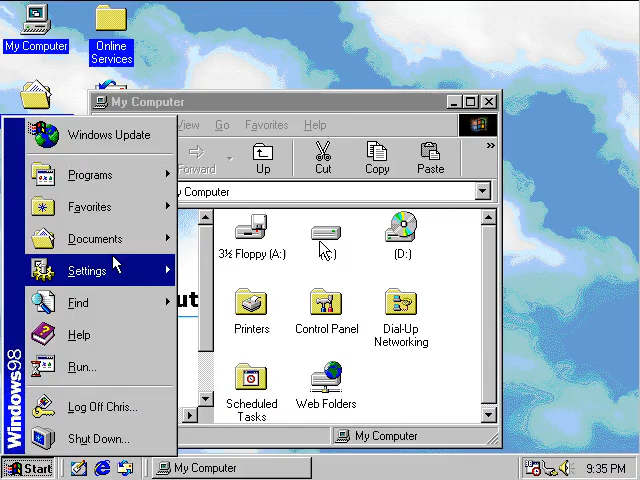 My Computer
Online
Services
My Computer
Windows Update
Programs
Favorites
Documents
Settings
Find
Help
Run...
Log Off Chris...
Shut Down...
Windows98
View Go Favorites Help
Forward
Up
Cut
Copy
Paste
»
y Computer
3½ Floppy (A:)
(D:)
ut
Printers
Control Panel
Dial-Up
Networking
Scheduled
Tasks
Web Folders
My Computer
Start
My Computer
9:35 PM